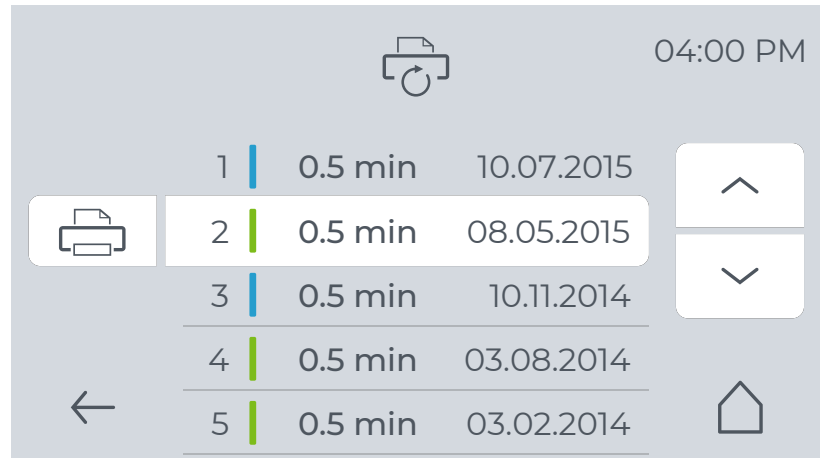 04:00 PM
1 0.5 min 10.07.2015
2 0.5 min 08.05.2015
3 0.5 min 10.11.2014
4 0.5 min 03.08.2014
5 0.5 min 03.02.2014